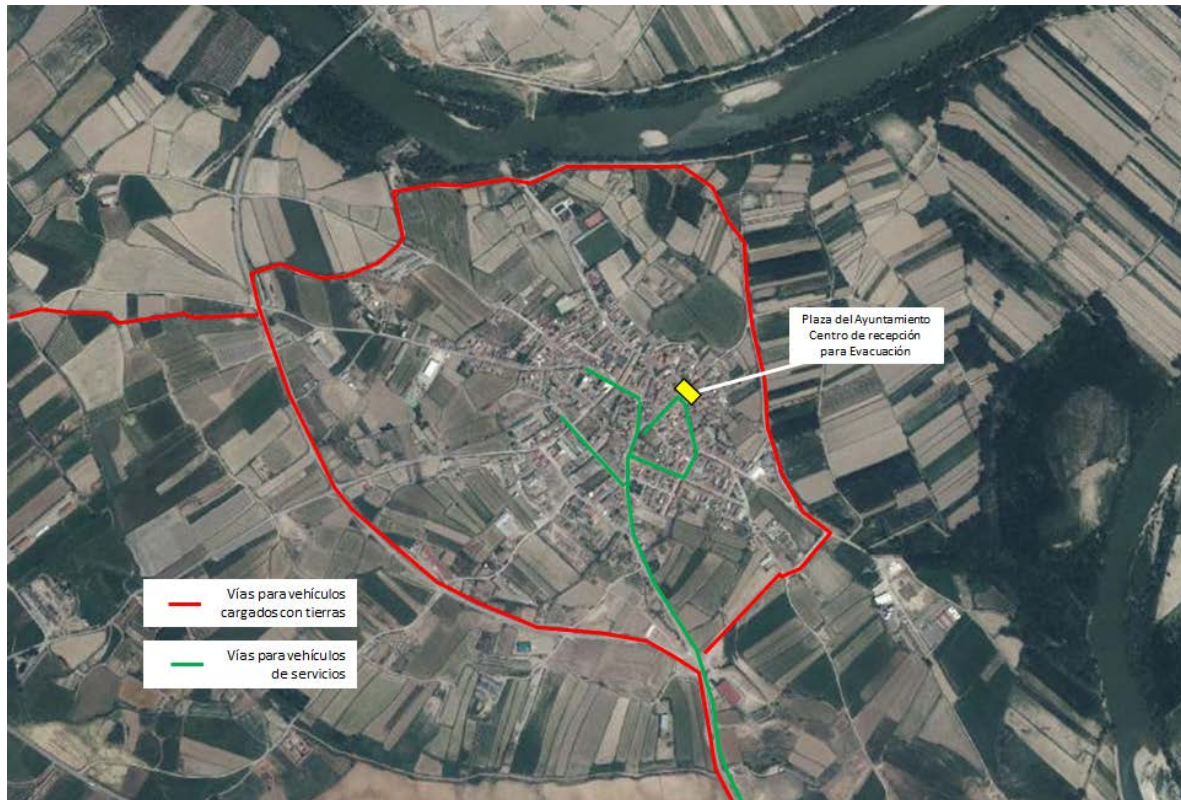 Plaza del Ayuntamiento
Centro de recepción
para Evacuación
Vías para vehículos
cargados con tierras
Vías para vehículos
de servicios